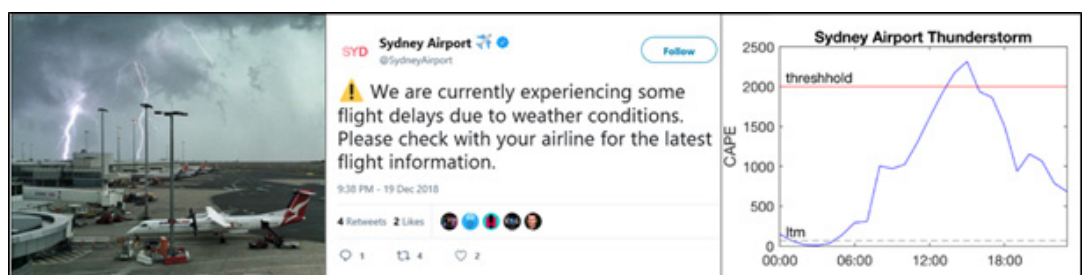 SYD
Sydney Airport
@SydneyAirport
Follow
⚠ We are currently experiencing some
flight delays due to weather conditions.
Please check with your airline for the latest
flight information.
9:38 PM - 19 Dec 2018
4 Retweets 2 Likes
1 4 2
Sydney Airport Thunderstorm
2500
threshhold
2000
1500
CAPE
1000
500
ltm
0
00:00 06:00 12:00 18:00